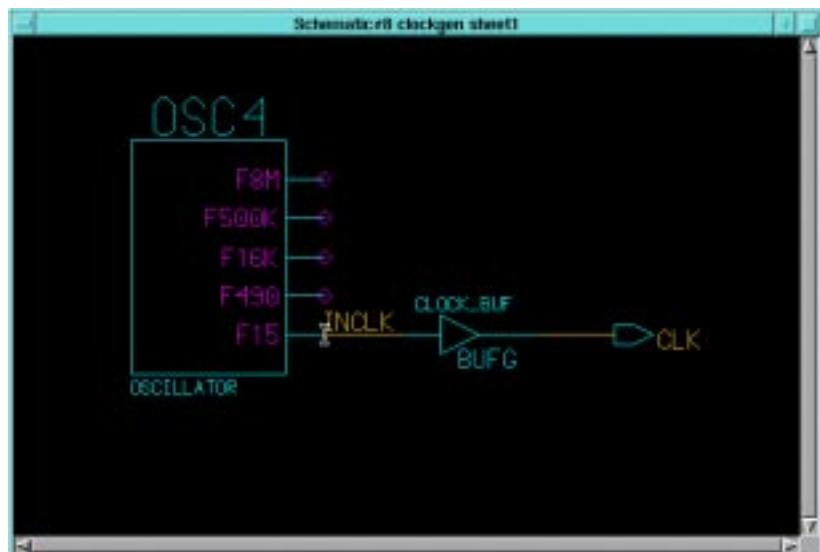 Schematic:r8 clockgen sheet1
OSC4
F8M
F500K
F16K
F490
F15
INCLK
CLOCK_BUF
BUFG
CLK
OSCILLATOR